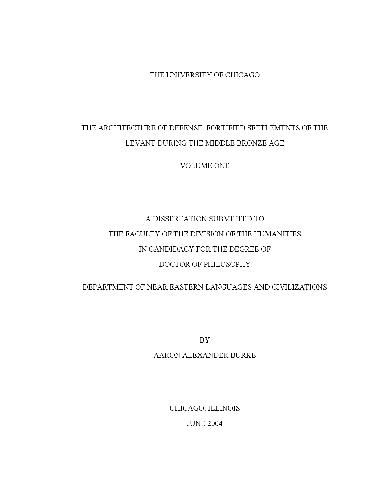 THE UNIVERSITY OF CHICAGO
THE ARCHITECTURE OF DEFENSE: FORTIFIED SETTLEMENTS OF THE
LEVANT DURING THE MIDDLE BRONZE AGE
VOLUME ONE
A DISSERTATION SUBMITTED TO
THE FACULTY OF THE DIVISION OF THE HUMANITIES
IN CANDIDACY FOR THE DEGREE OF
DOCTOR OF PHILOSOPHY
DEPARTMENT OF NEAR EASTERN LANGUAGES AND CIVILIZATIONS
BY
AARON ALEXANDER BURKE
CHICAGO, ILLINOIS
JUNE 2004